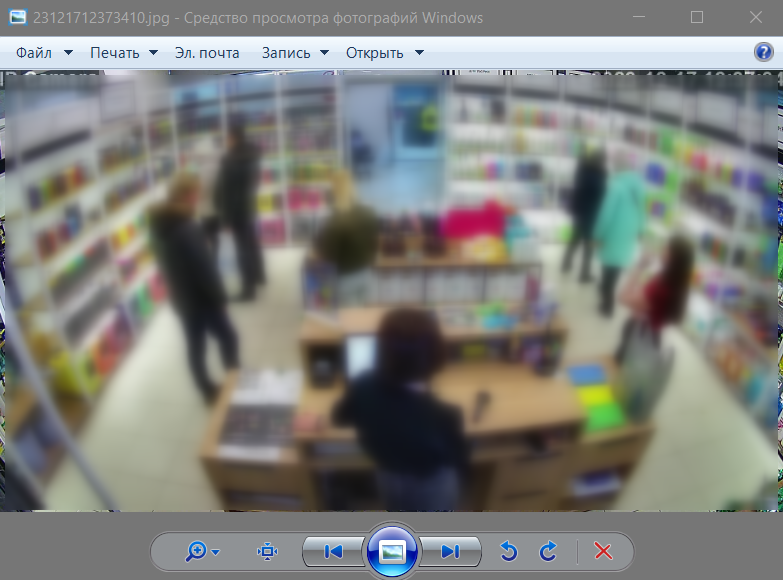 23121712373410.jpg - Средство просмотра фотографий Windows
Файл Печать Эл. почта Запись Открыть